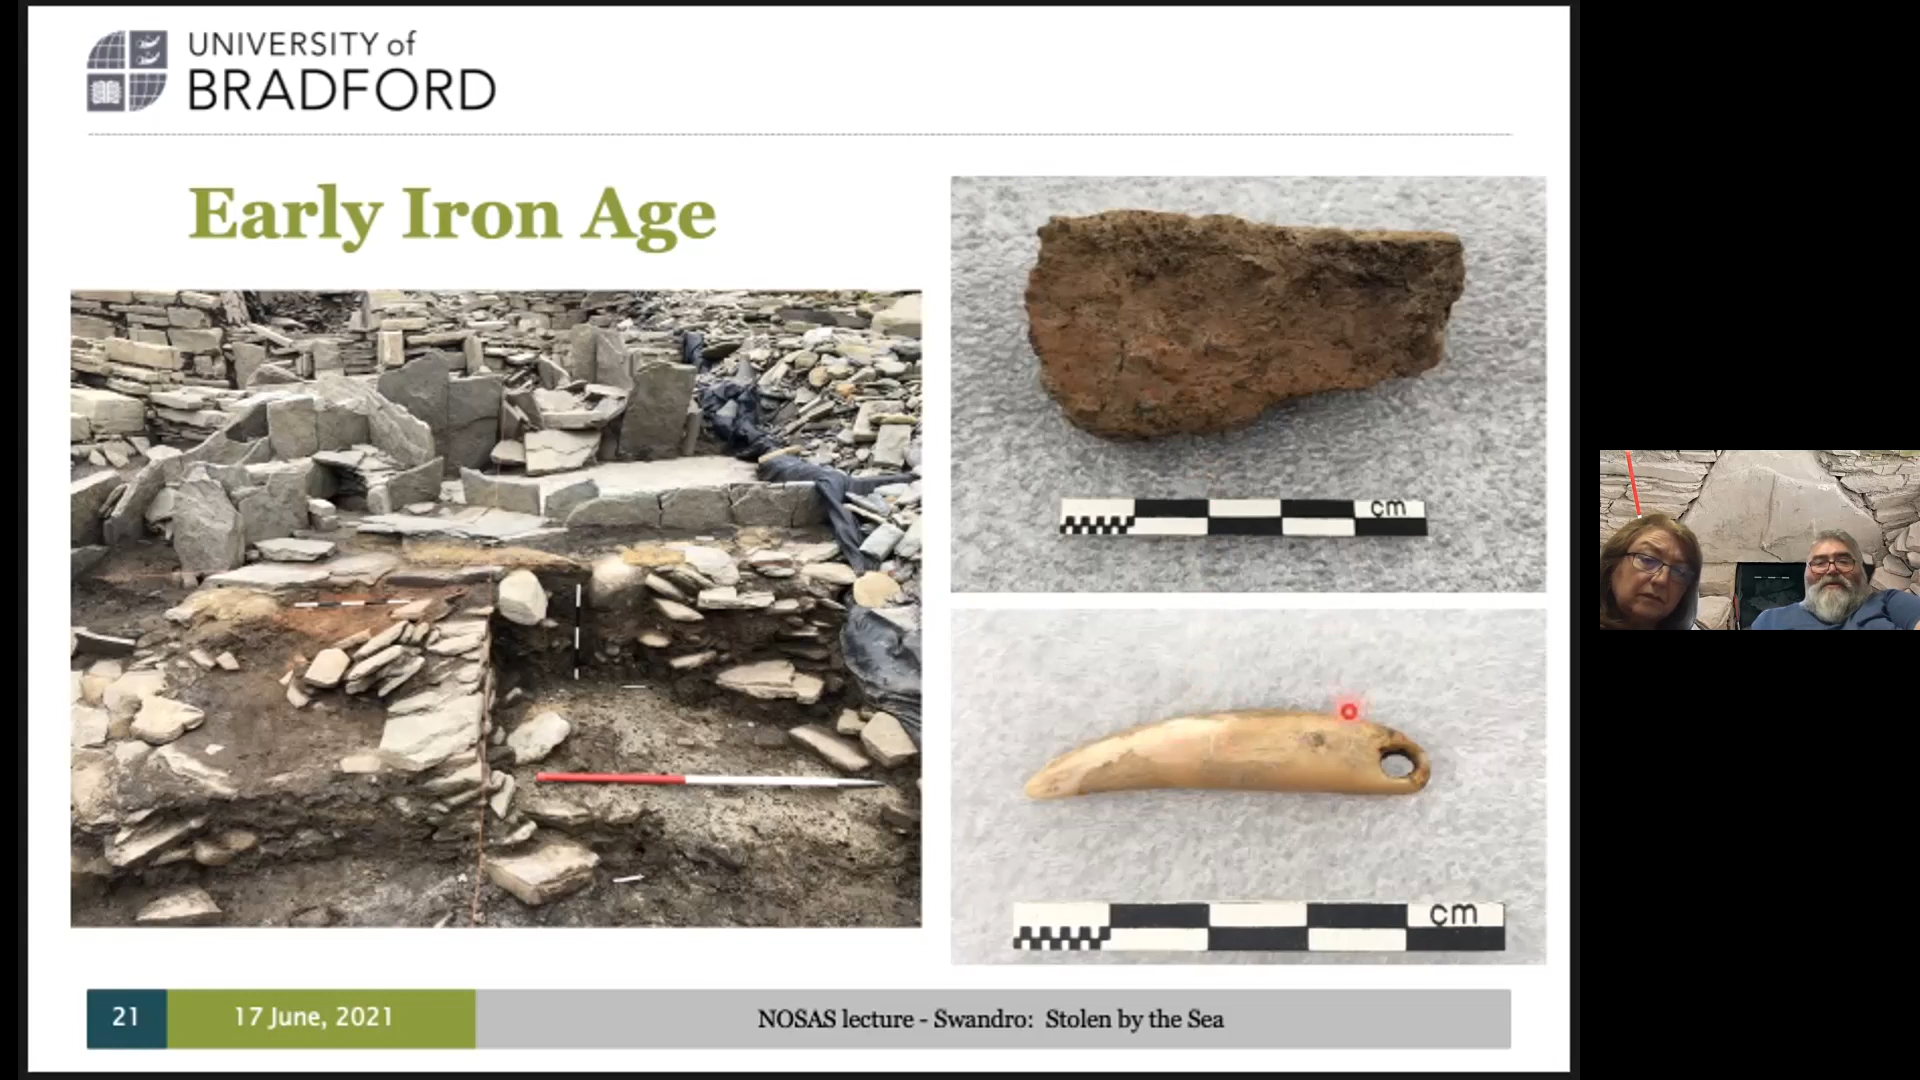 UNIVERSITY of
BRADFORD
Early Iron Age
cm
cm
21
17 June, 2021
NOSAS lecture - Swandro: Stolen by the Sea